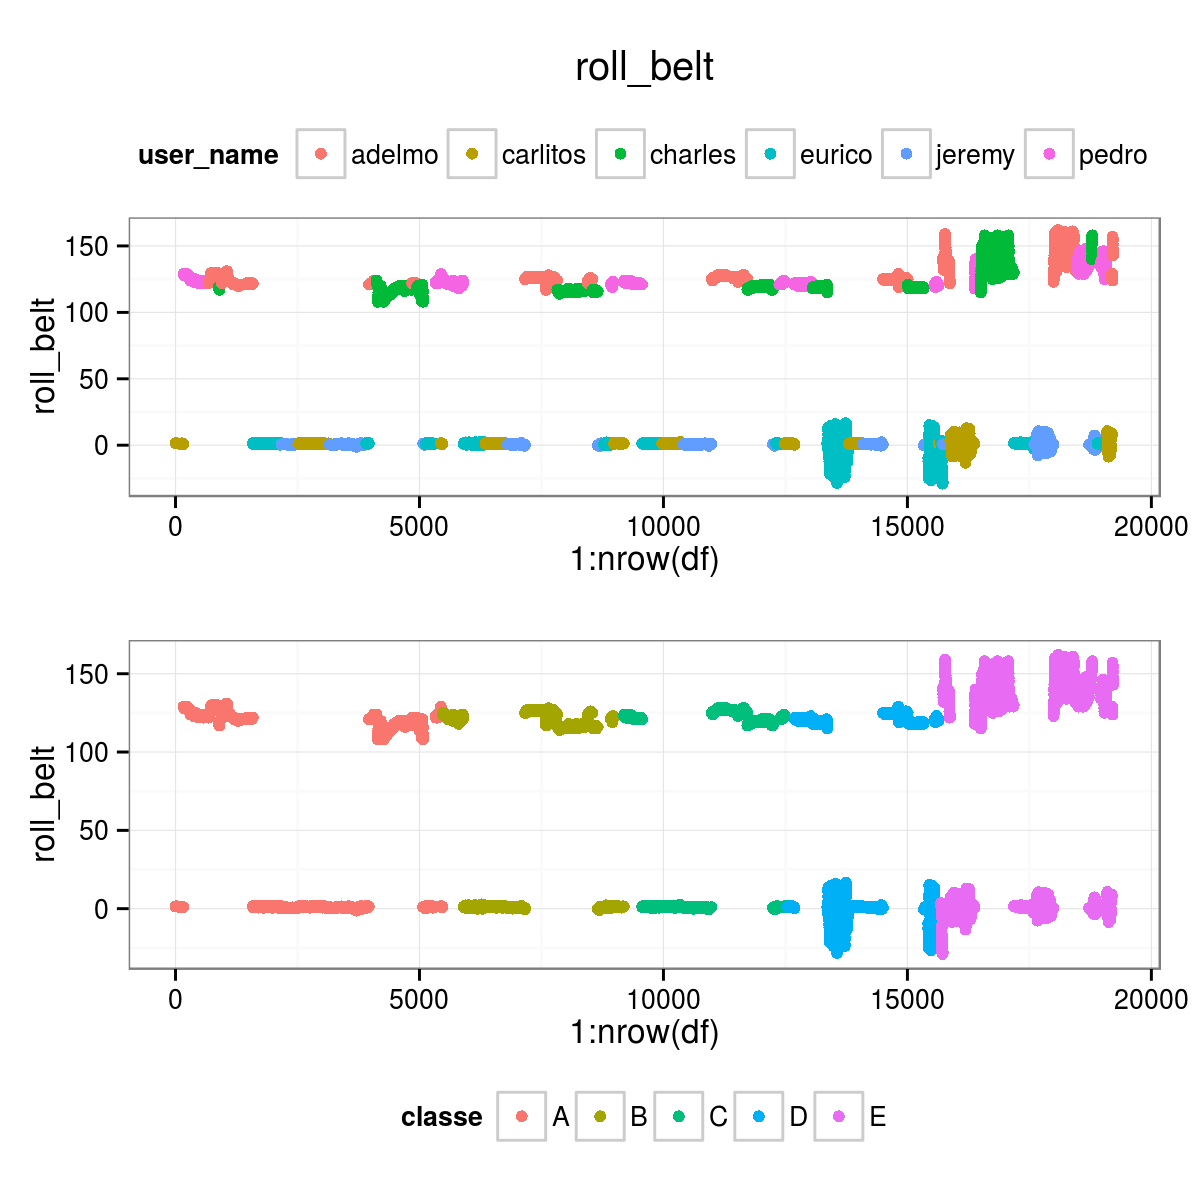 roll_belt
user_name adelmo carlitos charles eurico jeremy pedro
roll_belt
150
100
50
0
0 5000 10000 15000 20000
1:nrow(df)
roll_belt
150
100
50
0
0 5000 10000 15000 20000
1:nrow(df)
classe A B C D E